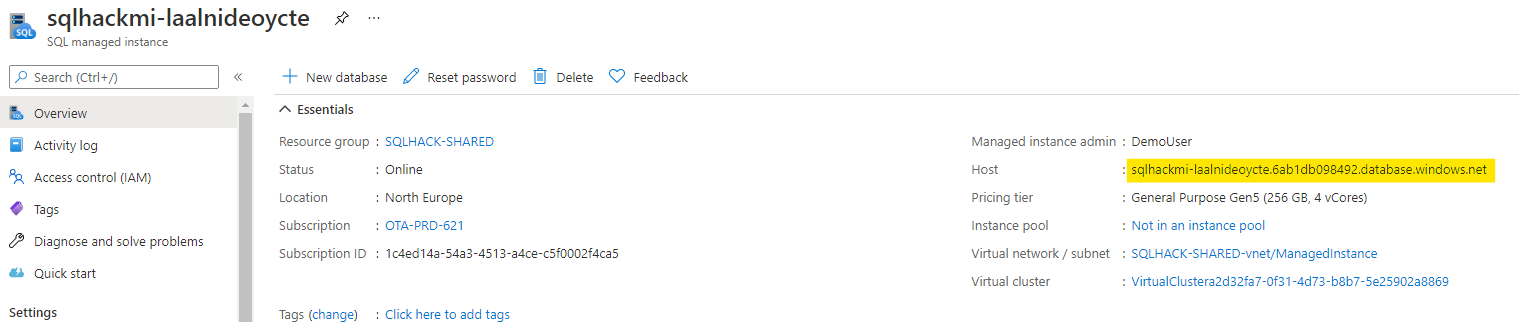 sqlhackmi-laalnideoycte
SQL managed instance
Search (Ctrl+/)
Overview
Activity log
Access control (IAM)
Tags
Diagnose and solve problems
Quick start
Settings
New database Reset password Delete Feedback
Essentials
Resource group : SQLHACK-SHARED
Status : Online
Location : North Europe
Subscription : OTA-PRD-621
Subscription ID : 1c4ed14a-54a3-4513-a4ce-c5f0002f4ca5
Tags (change) : Click here to add tags
Managed instance admin : DemoUser
Host : sqlhackmi-laalnideoycte.6ab1db098492.database.windows.net
Pricing tier : General Purpose Gen5 (256 GB, 4 vCores)
Instance pool : Not in an instance pool
Virtual network / subnet : SQLHACK-SHARED-vnet/ManagedInstance
Virtual cluster : VirtualClustera2d32fa7-0f31-4d73-b8b7-5e25902a8869